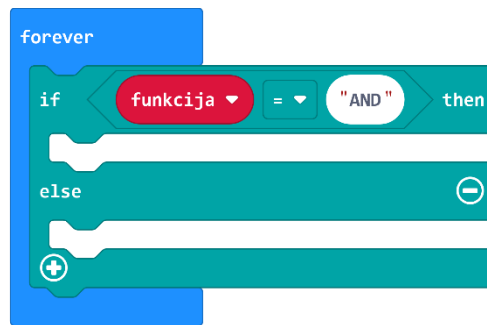 forever
if funkcija = "AND" then
else